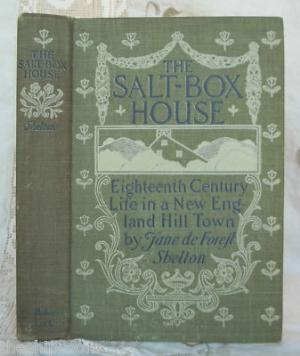 THE
SALT-BOX
HOUSE
Shelton
THE
SALT-BOX
HOUSE
Eighteenth Century
Life in a New Eng-
land Hill Town
by Jane de Forest
Shelton